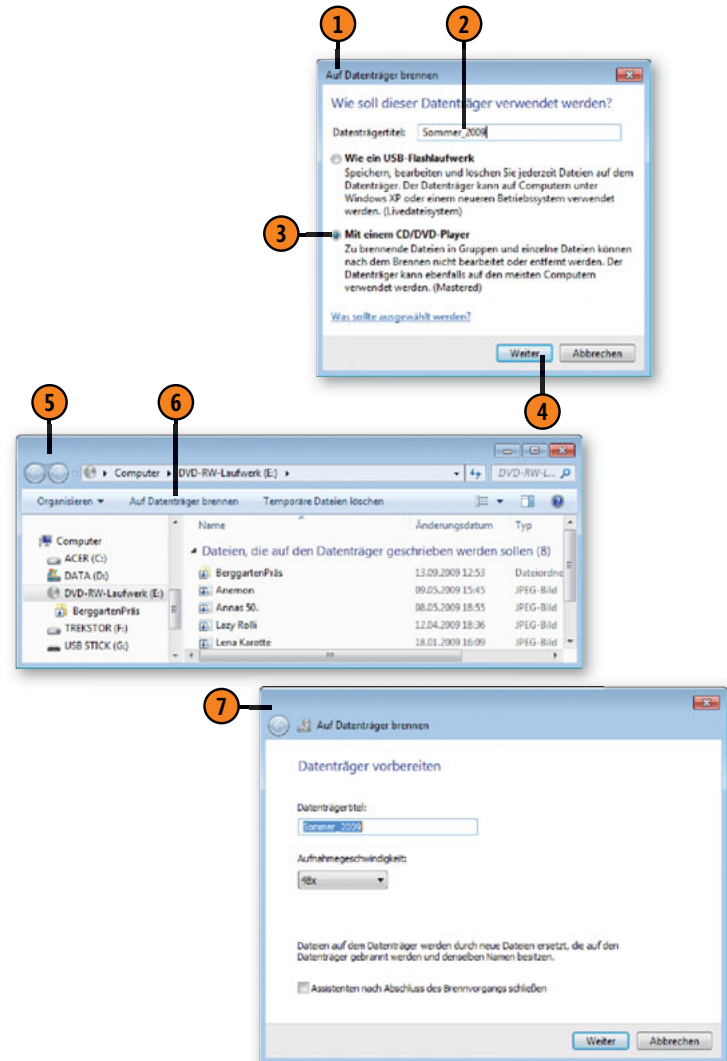 1
2
Auf Datenträger brennen
Wie soll dieser Datenträger verwendet werden?
Datenträgertitel: Sommer_2009
Wie ein USB-Flashlaufwerk
Speichern, bearbeiten und löschen Sie jederzeit Dateien auf dem
Datenträger. Der Datenträger kann auf Computern unter
Windows XP oder einem neueren Betriebssystem verwendet
werden. (Livedateisystem)
3
Mit einem CD/DVD-Player
Zu brennende Dateien in Gruppen und einzelne Dateien können
nach dem Brennen nicht bearbeitet oder entfernt werden. Der
Datenträger kann ebenfalls auf den meisten Computern
verwendet werden. (Mastered)
Was sollte ausgewählt werden?
Weiter Abbrechen
4
5
6
Computer DVD-RW-Laufwerk (E:) DVD-RW-L...
Organisieren Auf Datenträger brennen Temporäre Dateien löschen
Name Änderungsdatum Typ
Computer
Dateien, die auf den Datenträger geschrieben werden sollen (8)
ACER (C:)
BerggartenPräs 13.09.2009 12:53 Dateiordne
DATA (D:)
Anemon 09.05.2009 15:45 JPEG-Bild
DVD-RW-Laufwerk (E:)
Annas 50. 08.05.2009 18:55 JPEG-Bild
BerggartenPräs
Lazy Rolli 12.04.2009 18:36 JPEG-Bild
TREKSTOR (F:)
Lena Karotte 18.01.2009 16:09 JPEG-Bild
USB STICK (G:)
7
Auf Datenträger brennen
Datenträger vorbereiten
Datenträgertitel:
Sommer_2009
Aufnahmegeschwindigkeit:
48x
Dateien auf dem Datenträger werden durch neue Dateien ersetzt, die auf den
Datenträger gebrannt werden und denselben Namen besitzen.
Assistenten nach Abschluss des Brennvorgangs schließen
Weiter Abbrechen